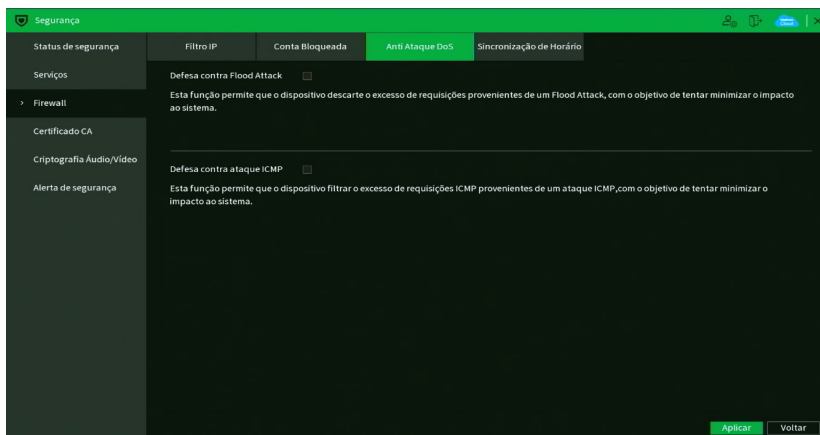 Segurança
Cloud
Status de segurança
Serviços
Firewall
Certificado CA
Criptografia Áudio/Vídeo
Alerta de segurança
Filtro IP
Conta Bloqueada
Anti Ataque DoS
Sincronização de Horário
Defesa contra Flood Attack
Esta função permite que o dispositivo descarte o excesso de requisições provenientes de um Flood Attack, com o objetivo de tentar minimizar o impacto
ao sistema.
Defesa contra ataque ICMP
Esta função permite que o dispositivo filtrar o excesso de requisições ICMP provenientes de um ataque ICMP,com o objetivo de tentar minimizar o
impacto ao sistema.
Aplicar
Voltar